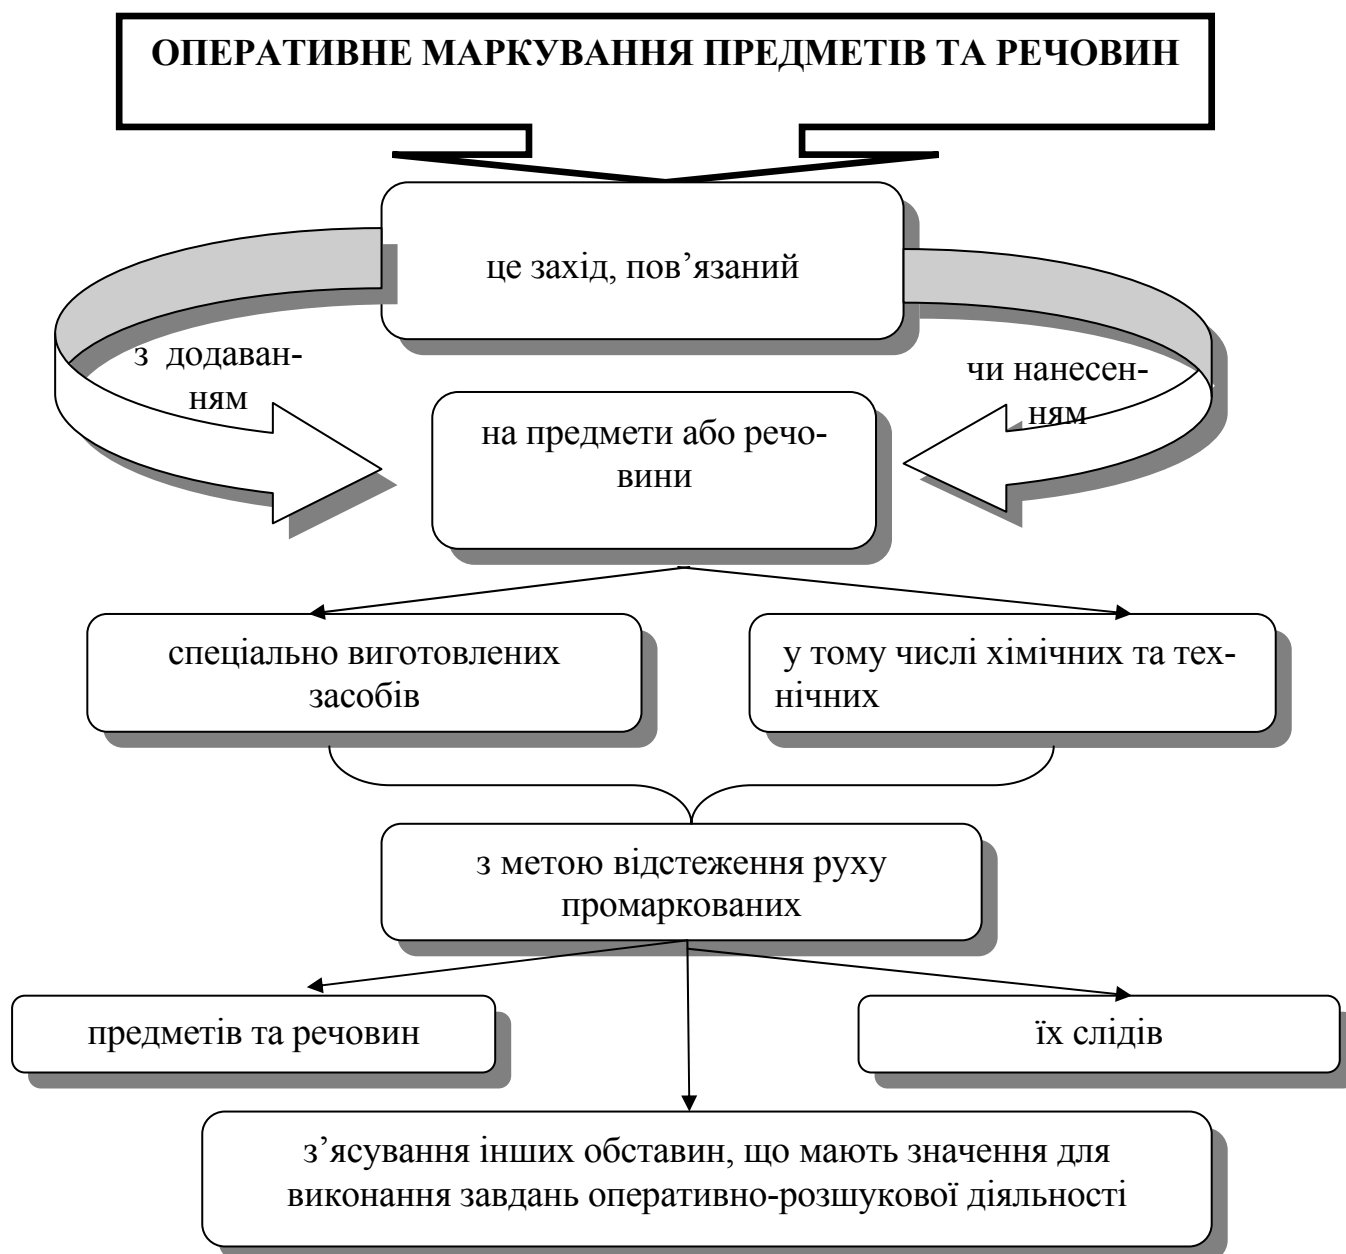 ОПЕРАТИВНЕ МАРКУВАННЯ ПРЕДМЕТІВ ТА РЕЧОВИН
це захід, пов’язаний
з додаван-
ням
чи нанесен-
ням
на предмети або речо-
вини
спеціально виготовлених
засобів
у тому числі хімічних та тех-
нічних
з метою відстеження руху
промаркованих
предметів та речовин
їх слідів
з’ясування інших обставин, що мають значення для
виконання завдань оперативно-розшукової діяльності